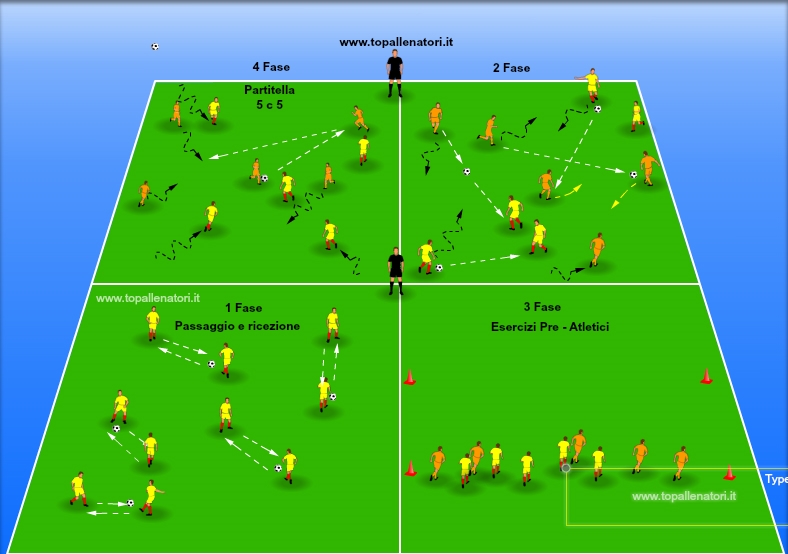 www.topallenatori.it
4 Fase
2 Fase
Partitella
5 c 5
www.topallenatori.it
1 Fase
3 Fase
Passaggio e ricezione
Esercizi Pre - Atletici
Type
www.topallenatori.it